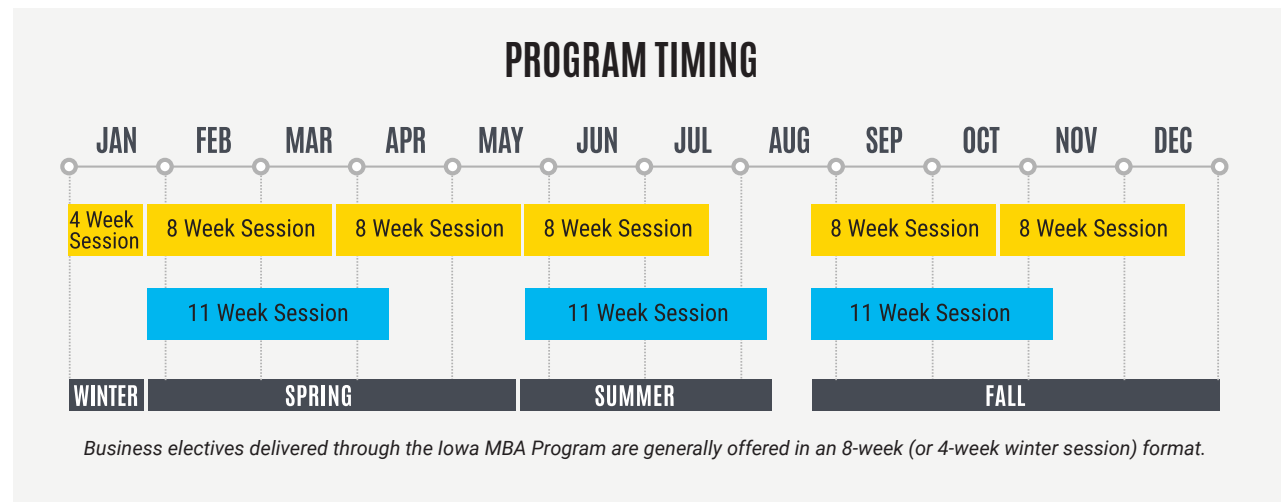 PROGRAM TIMING
JAN FEB MAR APR MAY JUN JUL AUG SEP OCT NOV DEC
4 Week
Session
8 Week Session
8 Week Session
8 Week Session
8 Week Session
8 Week Session
11 Week Session
11 Week Session
11 Week Session
WINTER
SPRING
SUMMER
FALL
Business electives delivered through the Iowa MBA Program are generally offered in an 8-week (or 4-week winter session) format.